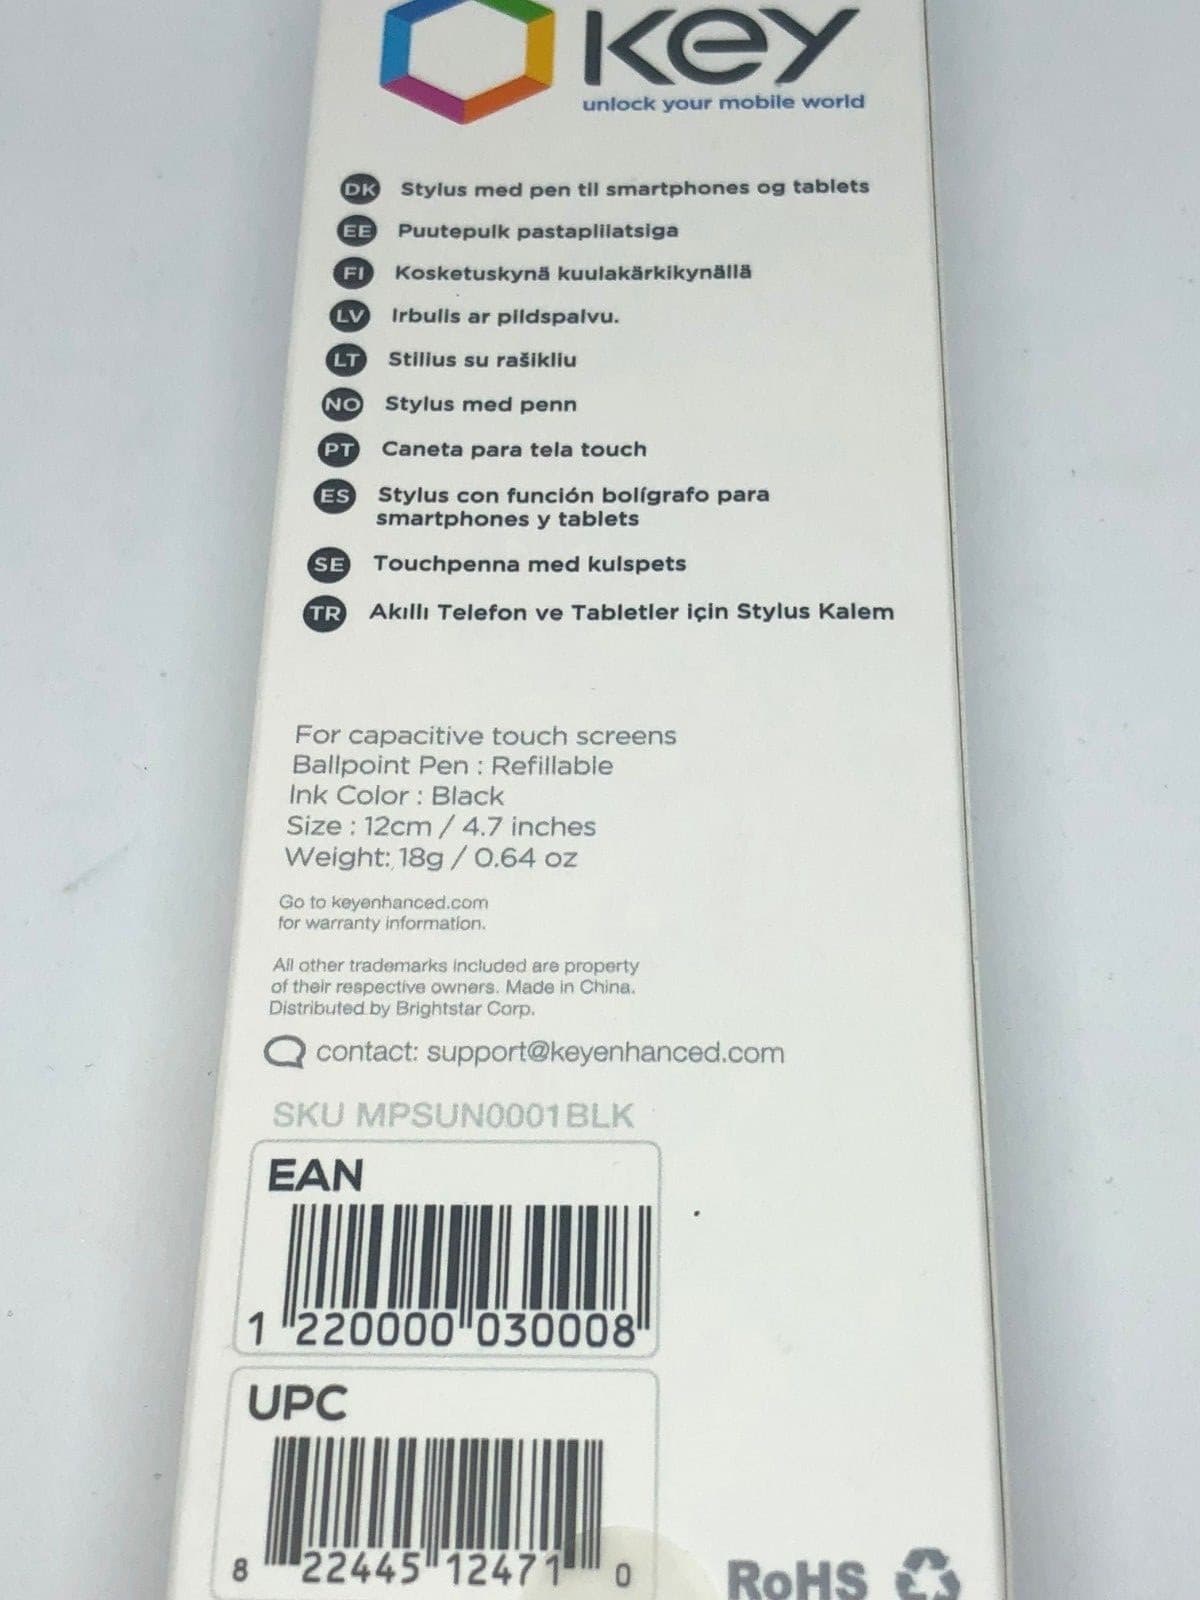 Key
unlock your mobile world
DK Stylus med pen til smartphones og tablets
EE Puutepulk pastapliiatsiga
FI Kosketuskynä kuulakärkikynällä
LV Irbulis ar pildspalvu.
LT Stilius su rašikliu
NO Stylus med penn
PT Caneta para tela touch
ES Stylus con función bolígrafo para
smartphones y tablets
SE Touchpenna med kulspets
TR Akıllı Telefon ve Tabletler için Stylus Kalem
For capacitive touch screens
Ballpoint Pen : Refillable
Ink Color : Black
Size : 12cm / 4.7 inches
Weight: 18g / 0.64 oz
Go to keyenhanced.com
for warranty information.
All other trademarks included are property
of their respective owners. Made in China.
Distributed by Brightstar Corp.
contact: support@keyenhanced.com
SKU MPSUN0001BLK
EAN
1 220000 030008
UPC
8 22445 12471 0
RoHS